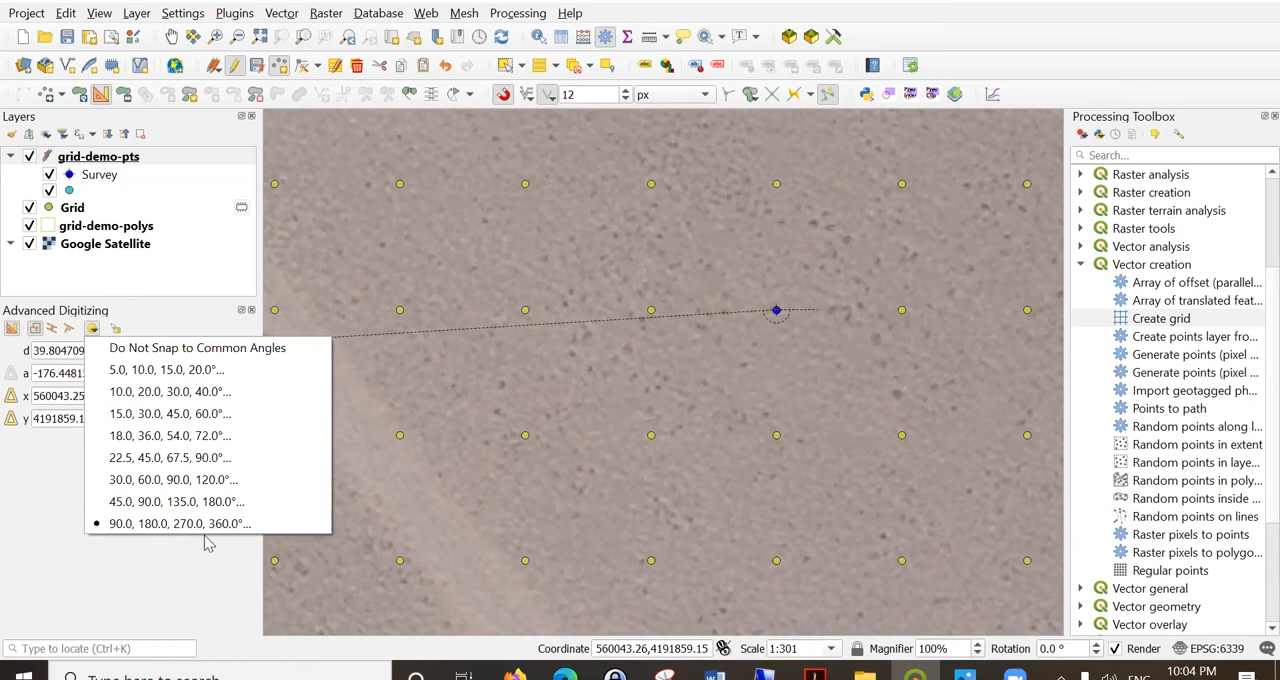 Project Edit View Layer Settings Plugins Vector Raster Database Web Mesh Processing Help
12 px
Layers
grid-demo-pts
Survey
Grid
grid-demo-polys
Google Satellite
Advanced Digitizing
d 39.804709
a -176.4481
x 560043.25
y 4191859.1
Do Not Snap to Common Angles
5.0, 10.0, 15.0, 20.0°...
10.0, 20.0, 30.0, 40.0°...
15.0, 30.0, 45.0, 60.0°...
18.0, 36.0, 54.0, 72.0°...
22.5, 45.0, 67.5, 90.0°...
30.0, 60.0, 90.0, 120.0°...
45.0, 90.0, 135.0, 180.0°...
90.0, 180.0, 270.0, 360.0°...
Processing Toolbox
Search...
Raster analysis
Raster creation
Raster terrain analysis
Raster tools
Vector analysis
Vector creation
Array of offset (parallel...
Array of translated feat...
Create grid
Create points layer fro...
Generate points (pixel ...
Generate points (pixel ...
Import geotagged ph...
Points to path
Random points along l...
Random points in extent
Random points in laye...
Random points in poly...
Random points inside ...
Random points on lines
Raster pixels to points
Raster pixels to polygo...
Regular points
Vector general
Vector geometry
Vector overlay
Type to locate (Ctrl+K) Coordinate 560043.26,4191859.15 Scale 1:301 Magnifier 100% Rotation 0.0 ° Render EPSG:6339
Type here to search 10:04 PM